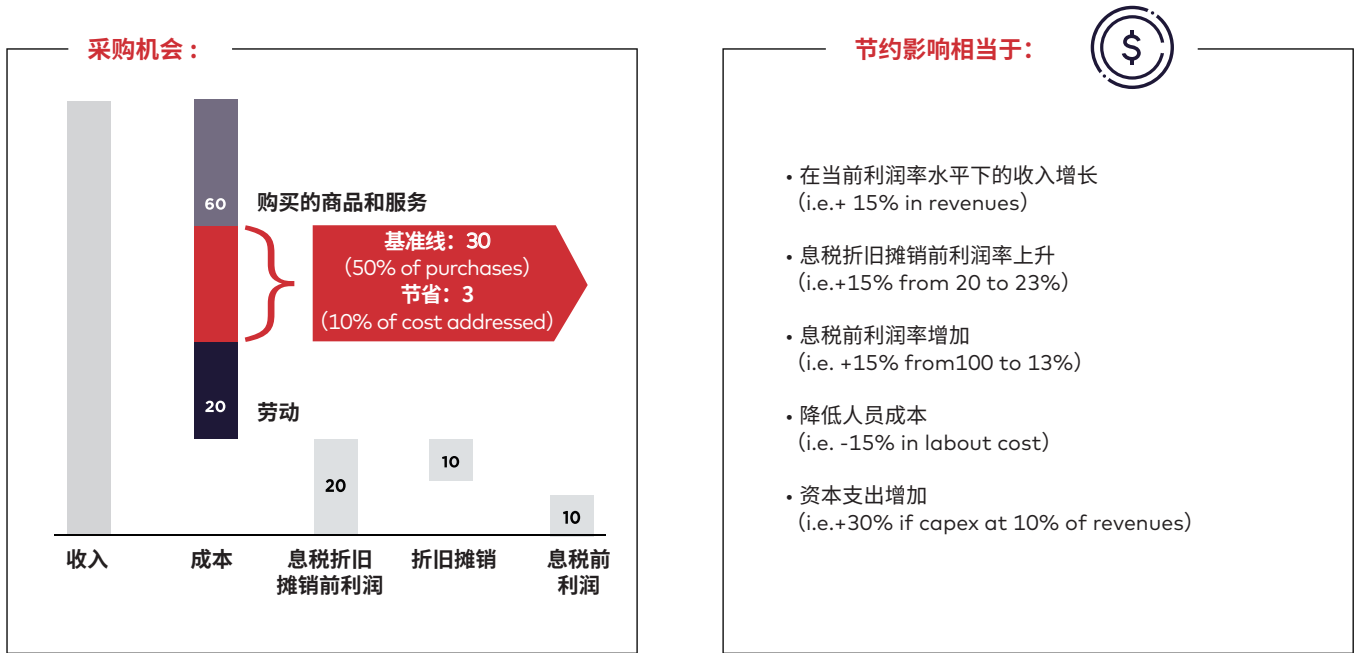 采购机会：
60
购买的商品和服务
基准线：30
(50% of purchases)
节省：3
(10% of cost addressed)
20
劳动
20
10
10
收入
成本
息税折旧
摊销前利润
折旧摊销
息税前
利润
节约影响相当于：
$
• 在当前利润率水平下的收入增长
(i.e.+ 15% in revenues)
• 息税折旧摊销前利润率上升
(i.e.+15% from 20 to 23%)
• 息税前利润率增加
(i.e. +15% from100 to 13%)
• 降低人员成本
(i.e. -15% in labout cost)
• 资本支出增加
(i.e.+30% if capex at 10% of revenues)